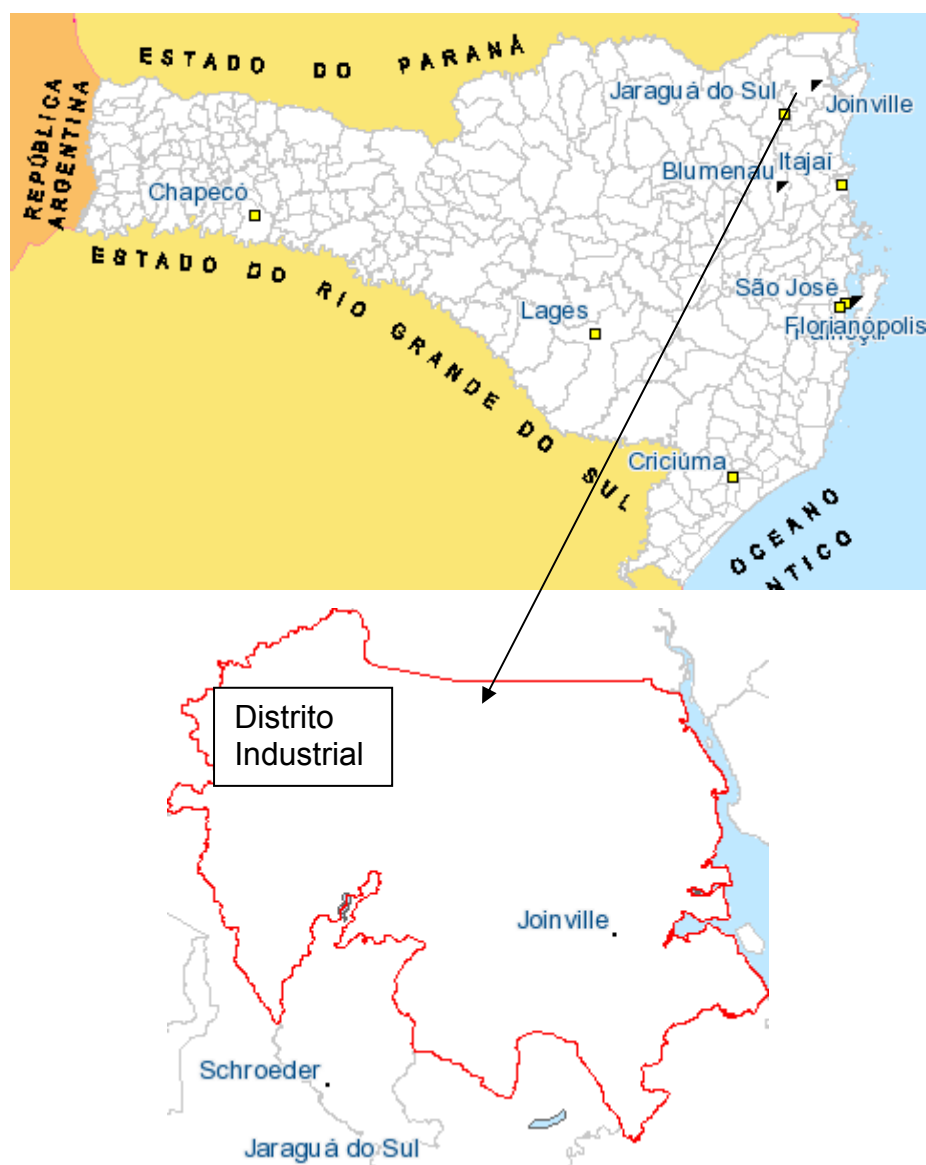 ESTADO DO PARANÁ
REPÚBLICA
ARGENTINA
Jaraguá do Sul
Joinville
Blumenau
Itajai
Chapecó
ESTADO DO RIO GRANDE DO SUL
São José
Lages
Florianópolis
Criciúma
OCEANO
NTICO
Distrito
Industrial
Joinville
Schroeder
Jaraguá do Sul